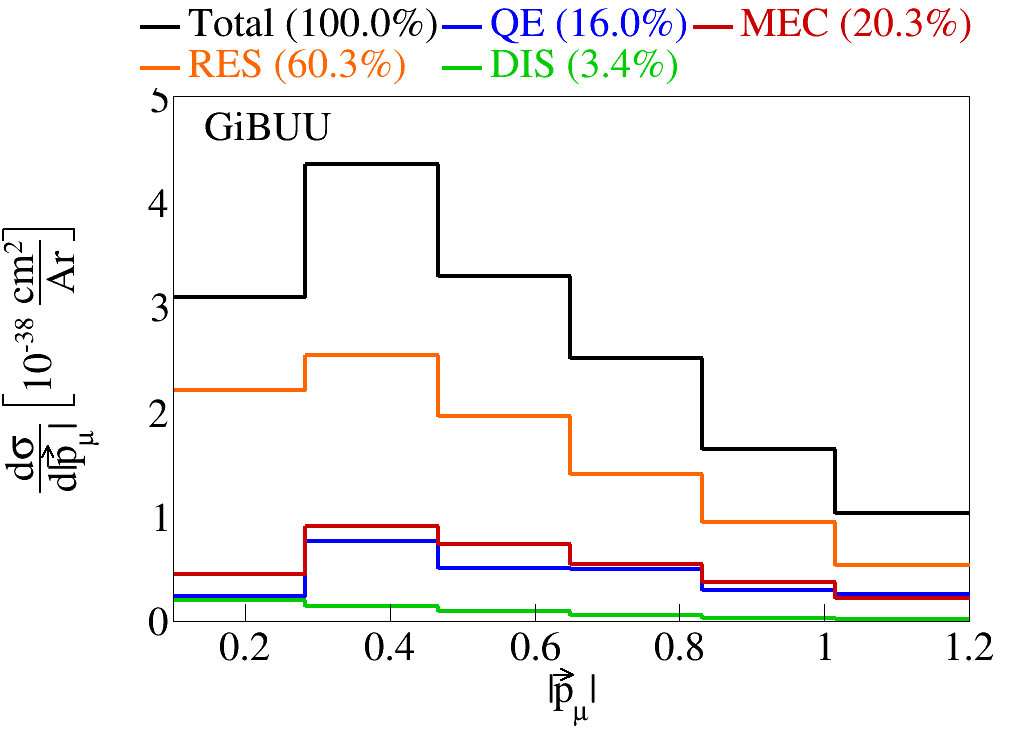 Total (100.0%) QE (16.0%) MEC (20.3%)
RES (60.3%) DIS (3.4%)
GiBUU
5
4
3
2
1
0
0.2 0.4 0.6 0.8 1 1.2
|p⃗_μ|
dσ/d|p⃗_μ| [10^-38 cm²/Ar]